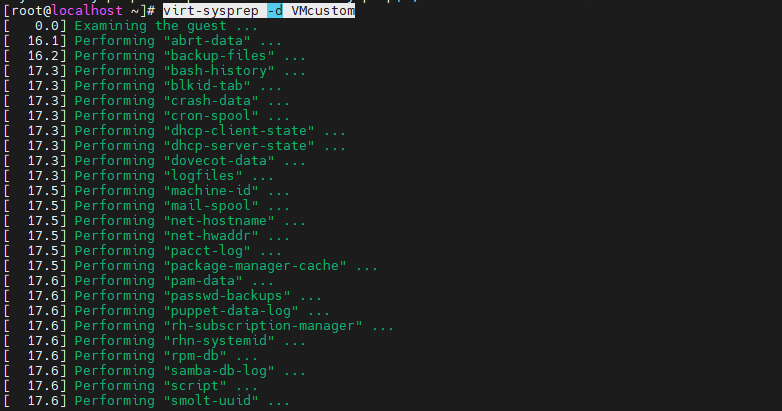 [root@localhost ~]# virt-sysprep -d VMcustom
[   0.0] Examining the guest ...
[  16.1] Performing "abrt-data" ...
[  16.2] Performing "backup-files" ...
[  17.3] Performing "bash-history" ...
[  17.3] Performing "blkid-tab" ...
[  17.3] Performing "crash-data" ...
[  17.3] Performing "cron-spool" ...
[  17.3] Performing "dhcp-client-state" ...
[  17.3] Performing "dhcp-server-state" ...
[  17.3] Performing "dovecot-data" ...
[  17.3] Performing "logfiles" ...
[  17.5] Performing "machine-id" ...
[  17.5] Performing "mail-spool" ...
[  17.5] Performing "net-hostname" ...
[  17.5] Performing "net-hwaddr" ...
[  17.5] Performing "pacct-log" ...
[  17.5] Performing "package-manager-cache" ...
[  17.6] Performing "pam-data" ...
[  17.6] Performing "passwd-backups" ...
[  17.6] Performing "puppet-data-log" ...
[  17.6] Performing "rh-subscription-manager" ...
[  17.6] Performing "rhn-systemid" ...
[  17.6] Performing "rpm-db" ...
[  17.6] Performing "samba-db-log" ...
[  17.6] Performing "script" ...
[  17.6] Performing "smolt-uuid" ...